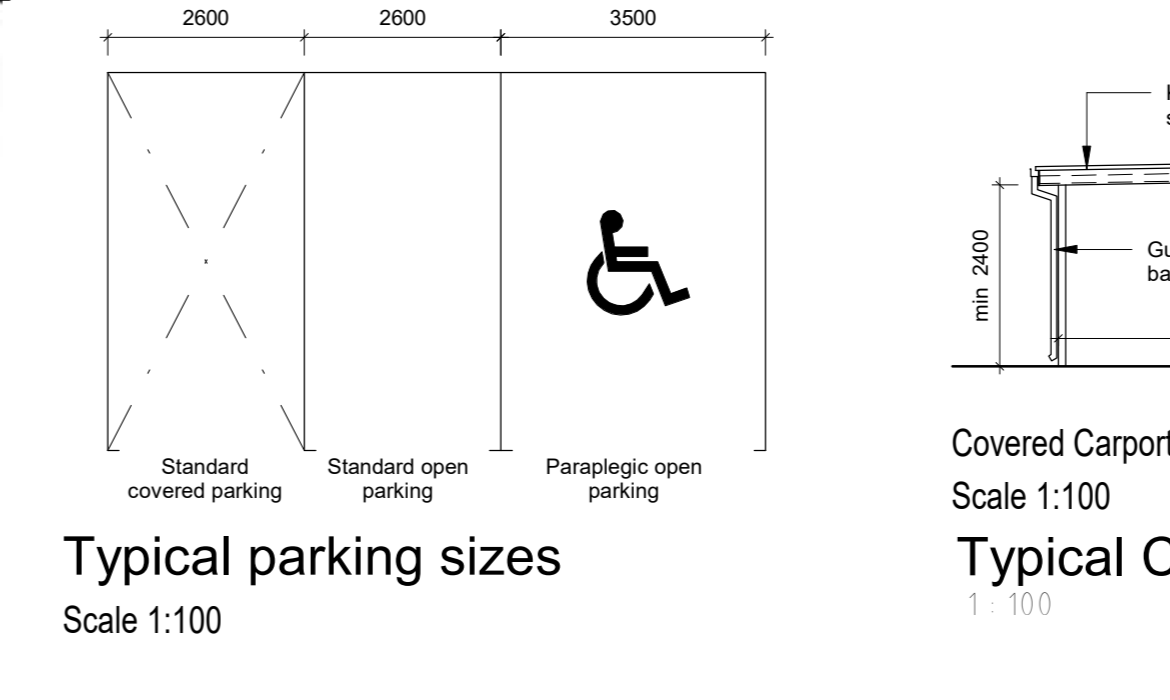 2600
2600
3500
Standard
covered parking
Standard open
parking
Paraplegic open
parking
Typical parking sizes
Scale 1:100
min 2400
Covered Carport
Scale 1:100
Typical
1 : 100